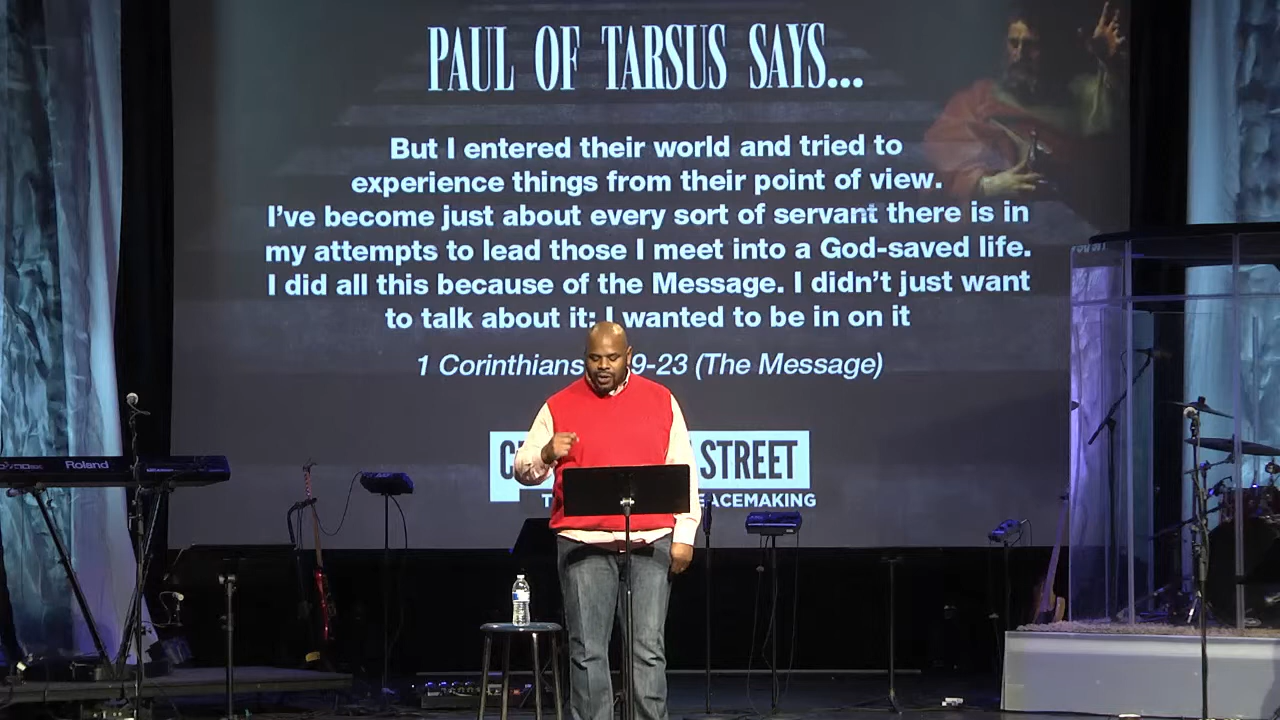 PAUL OF TARSUS SAYS...
But I entered their world and tried to
experience things from their point of view.
I've become just about every sort of servant there is in
my attempts to lead those I meet into a God-saved life.
I did all this because of the Message. I didn't just want
to talk about it; I wanted to be in on it
1 Corinthians 9-23 (The Message)
STREET
Roland